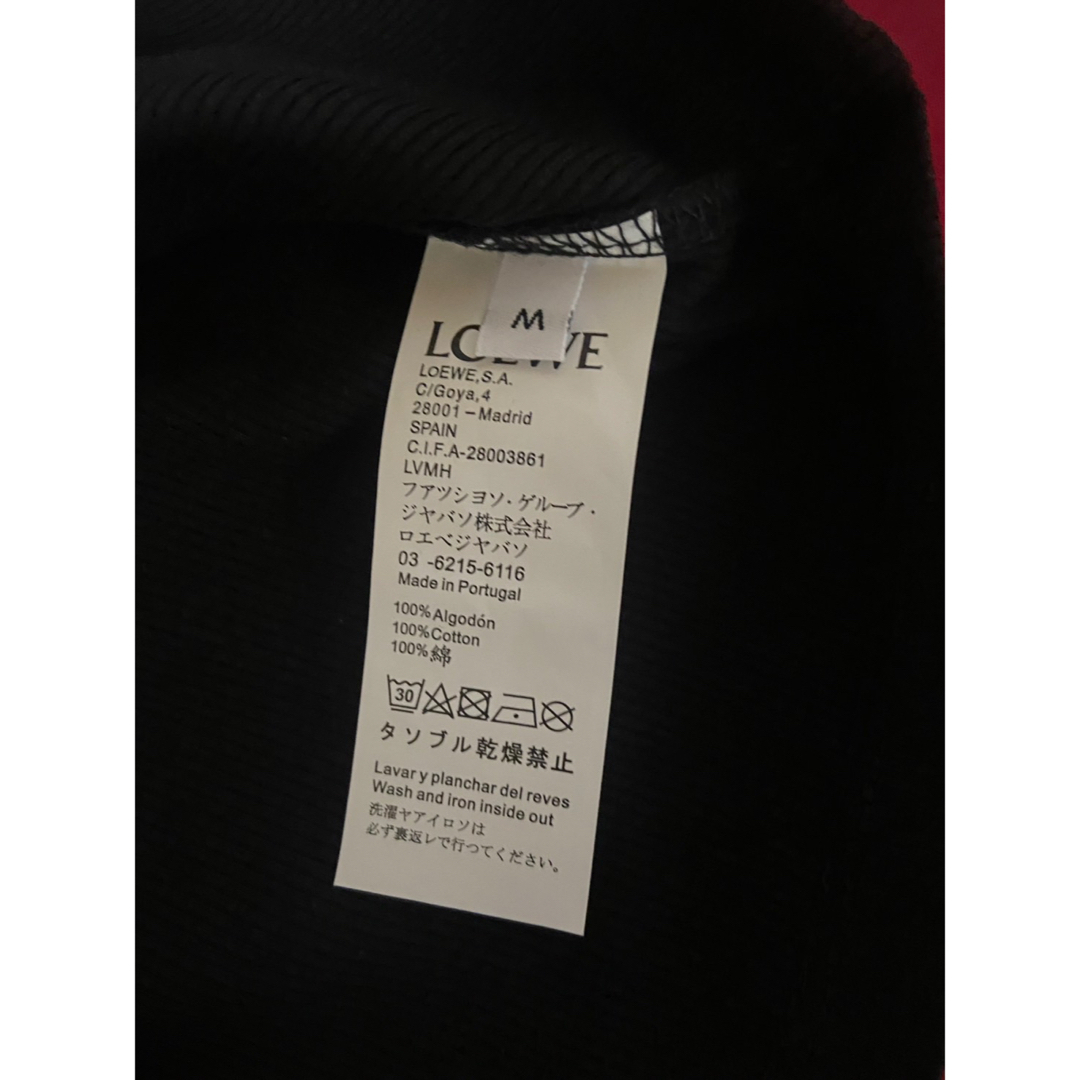 M
LOEWE
LOEWE,S.A.
C/Goya,4
28001 – Madrid
SPAIN
C.I.F.A-28003861
LVMH
フアツシヨソ・ゲループ・
ジヤバソ株式会社
ロエベジヤバソ
03 -6215-6116
Made in Portugal
100%Algodón
100%Cotton
100%綿
30
タソブル乾燥禁止
Lavar y planchar del reves
Wash and iron inside out
洗濯ヤアイロソは
必ず裏返レで行つてください。